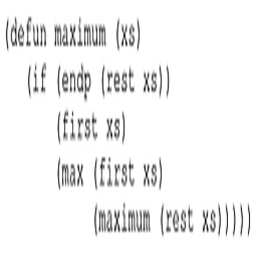 (defun maximum (xs)
(if (endp (rest xs))
(first xs)
(max (first xs)
(maximum (rest xs)))))